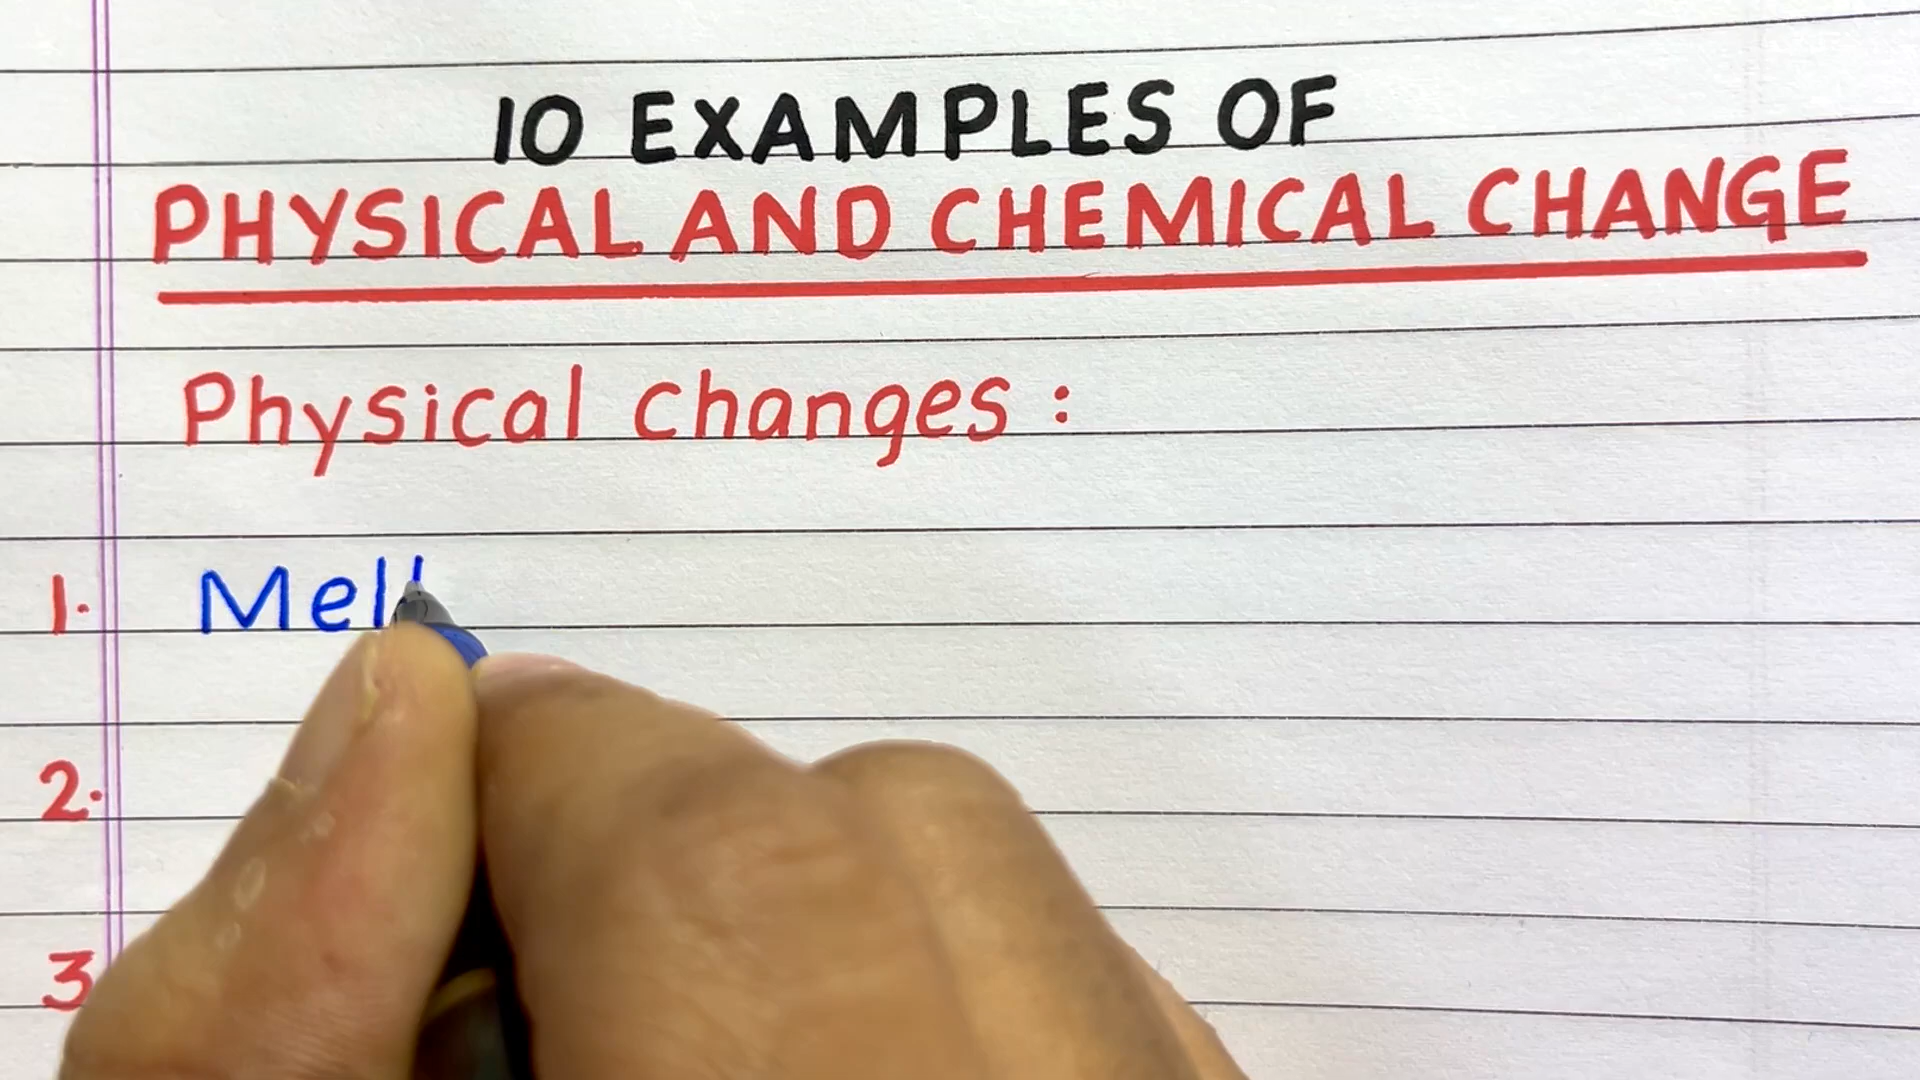 10 EXAMPLES OF
PHYSICAL AND CHEMICAL CHANGE
Physical changes :
1. Mel
2.
3